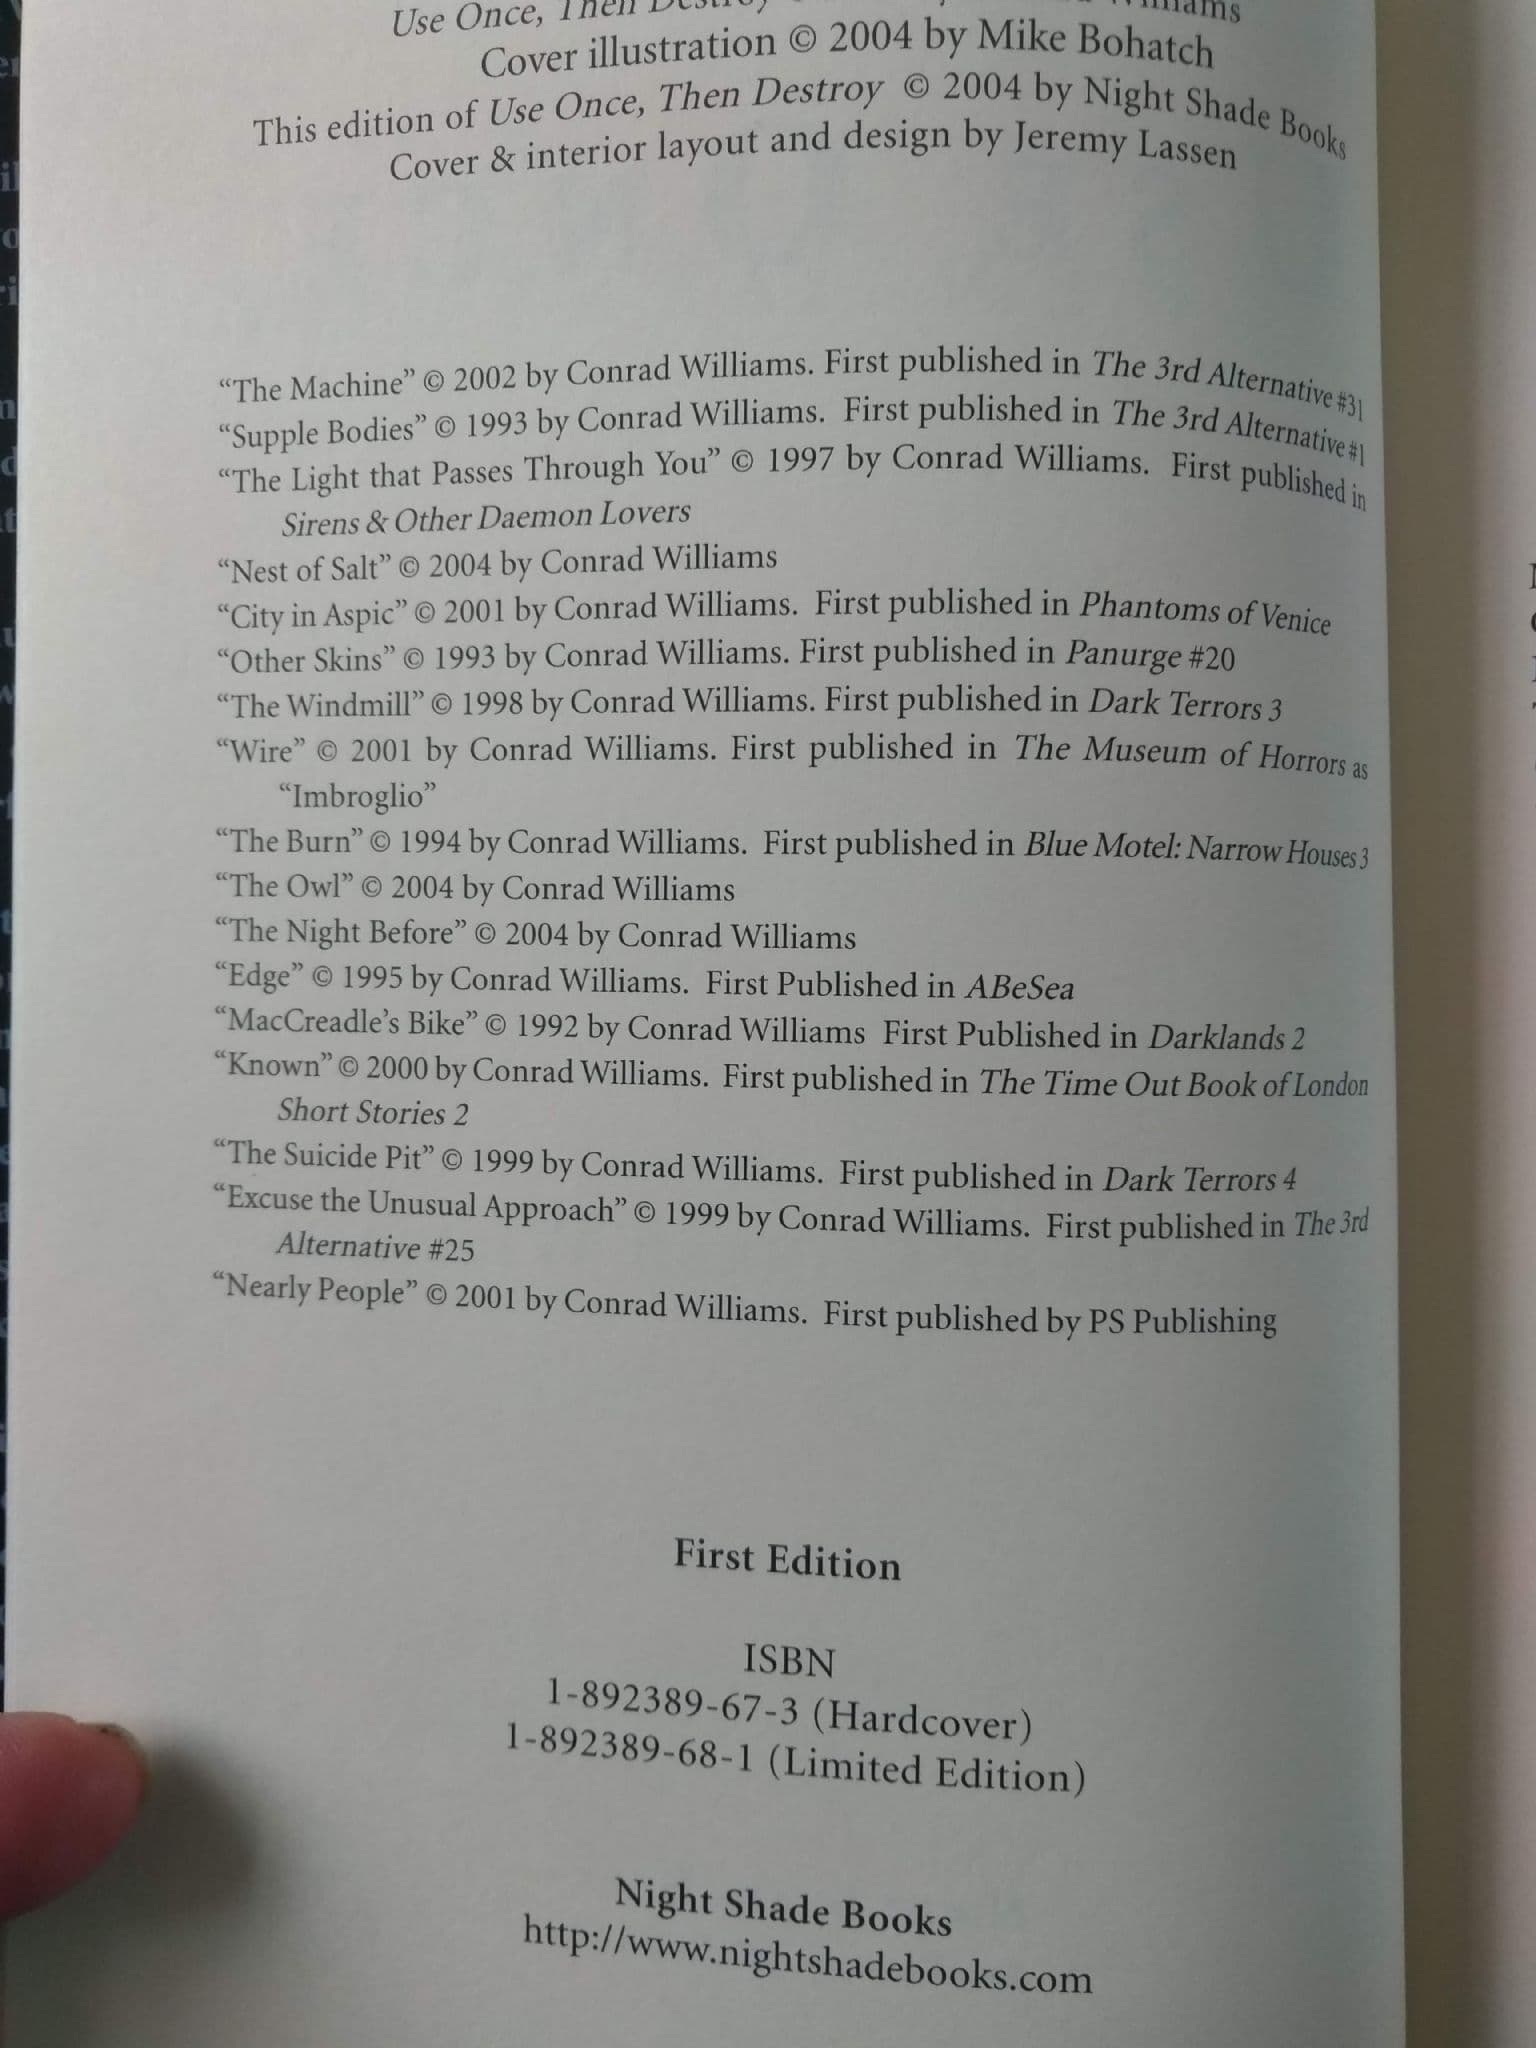 Use Once, Then Destroy Williams
Cover illustration © 2004 by Mike Bohatch
This edition of Use Once, Then Destroy © 2004 by Night Shade Books
Cover & interior layout and design by Jeremy Lassen
“The Machine” © 2002 by Conrad Williams. First published in The 3rd Alternative #31
“Supple Bodies” © 1993 by Conrad Williams. First published in The 3rd Alternative #1
“The Light that Passes Through You” © 1997 by Conrad Williams. First published in
Sirens & Other Daemon Lovers
“Nest of Salt” © 2004 by Conrad Williams
“City in Aspic” © 2001 by Conrad Williams. First published in Phantoms of Venice
“Other Skins” © 1993 by Conrad Williams. First published in Panurge #20
“The Windmill” © 1998 by Conrad Williams. First published in Dark Terrors 3
“Wire” © 2001 by Conrad Williams. First published in The Museum of Horrors as
“Imbroglio”
“The Burn” © 1994 by Conrad Williams. First published in Blue Motel: Narrow Houses 3
“The Owl” © 2004 by Conrad Williams
“The Night Before” © 2004 by Conrad Williams
“Edge” © 1995 by Conrad Williams. First Published in ABeSea
“MacCreadle’s Bike” © 1992 by Conrad Williams First Published in Darklands 2
“Known” © 2000 by Conrad Williams. First published in The Time Out Book of London
Short Stories 2
“The Suicide Pit” © 1999 by Conrad Williams. First published in Dark Terrors 4
“Excuse the Unusual Approach” © 1999 by Conrad Williams. First published in The 3rd
Alternative #25
“Nearly People” © 2001 by Conrad Williams. First published by PS Publishing
First Edition
ISBN
1-892389-67-3 (Hardcover)
1-892389-68-1 (Limited Edition)
Night Shade Books
http://www.nightshadebooks.com